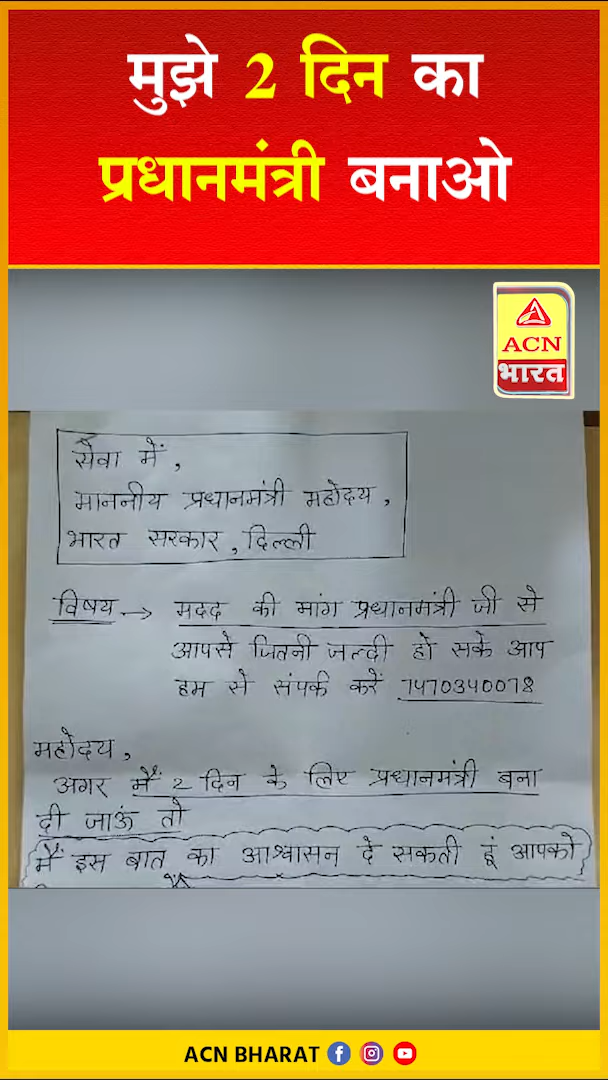 मुझे 2 दिन का
प्रधानमंत्री बनाओ
ACN
भारत
सेवा में,
माननीय प्रधानमंत्री महोदय,
भारत सरकार, दिल्ली
विषय → मदद की मांग प्रधानमंत्री जी से
आपसे जितनी जल्दी हो सके आप
हम से संपर्क करें 7470340078
महोदय,
अगर मैं 2 दिन के लिए प्रधानमंत्री बना
दी जाऊं तो
मैं इस बात का आश्वासन दे सकती हूं आपको
ACN BHARAT